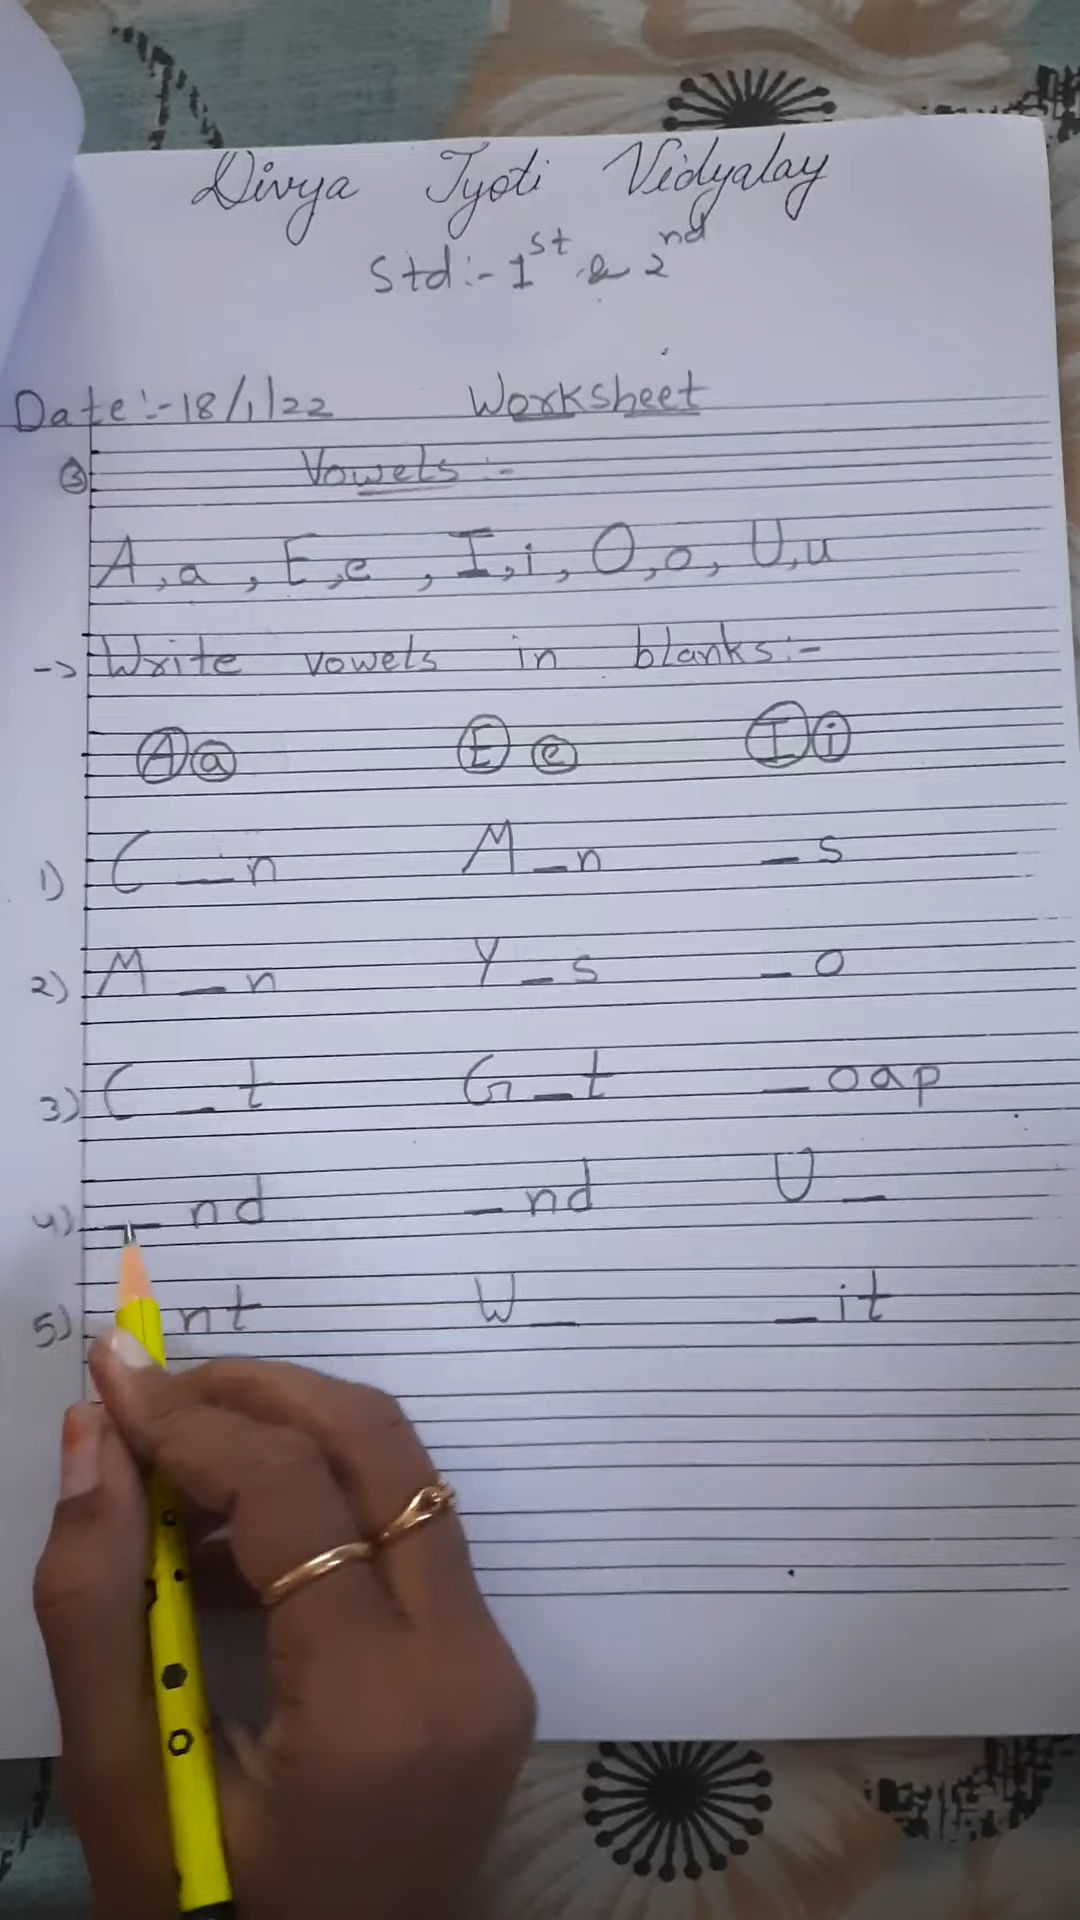 Divya Jyoti Vidyalay
Std:- 1st & 2nd
Date:-18/1/22 Worksheet
③ Vowels :-
A,a , E,e , I,i, O,o, U,u
-> Write vowels in blanks:-
A a E e I i
1) C _ n M _ n _ s
2) M _ n Y _ s _ o
3) C _ t G _ t _ oap
4) _ nd _ nd U _
5) nt W _ _ it